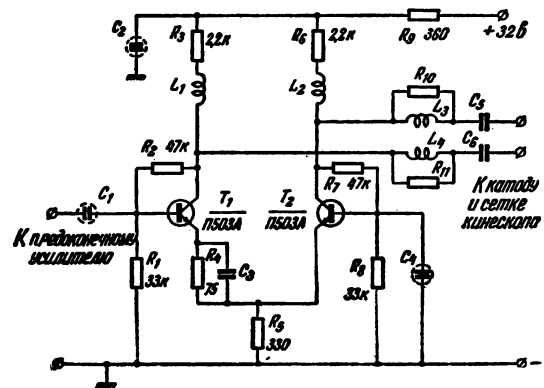 C2
R3
2,2к
R6
2,2к
R9 360
+32в
L1
L2
R10
L3
C5
L4
C6
R11
R2 47к
R7 47к
К катоду
и сетке
кинескопа
C1
T1
П503А
T2
П503А
К предоконечному
усилителю
R1
33к
R4
75
C3
R8
33к
C4
R5
330